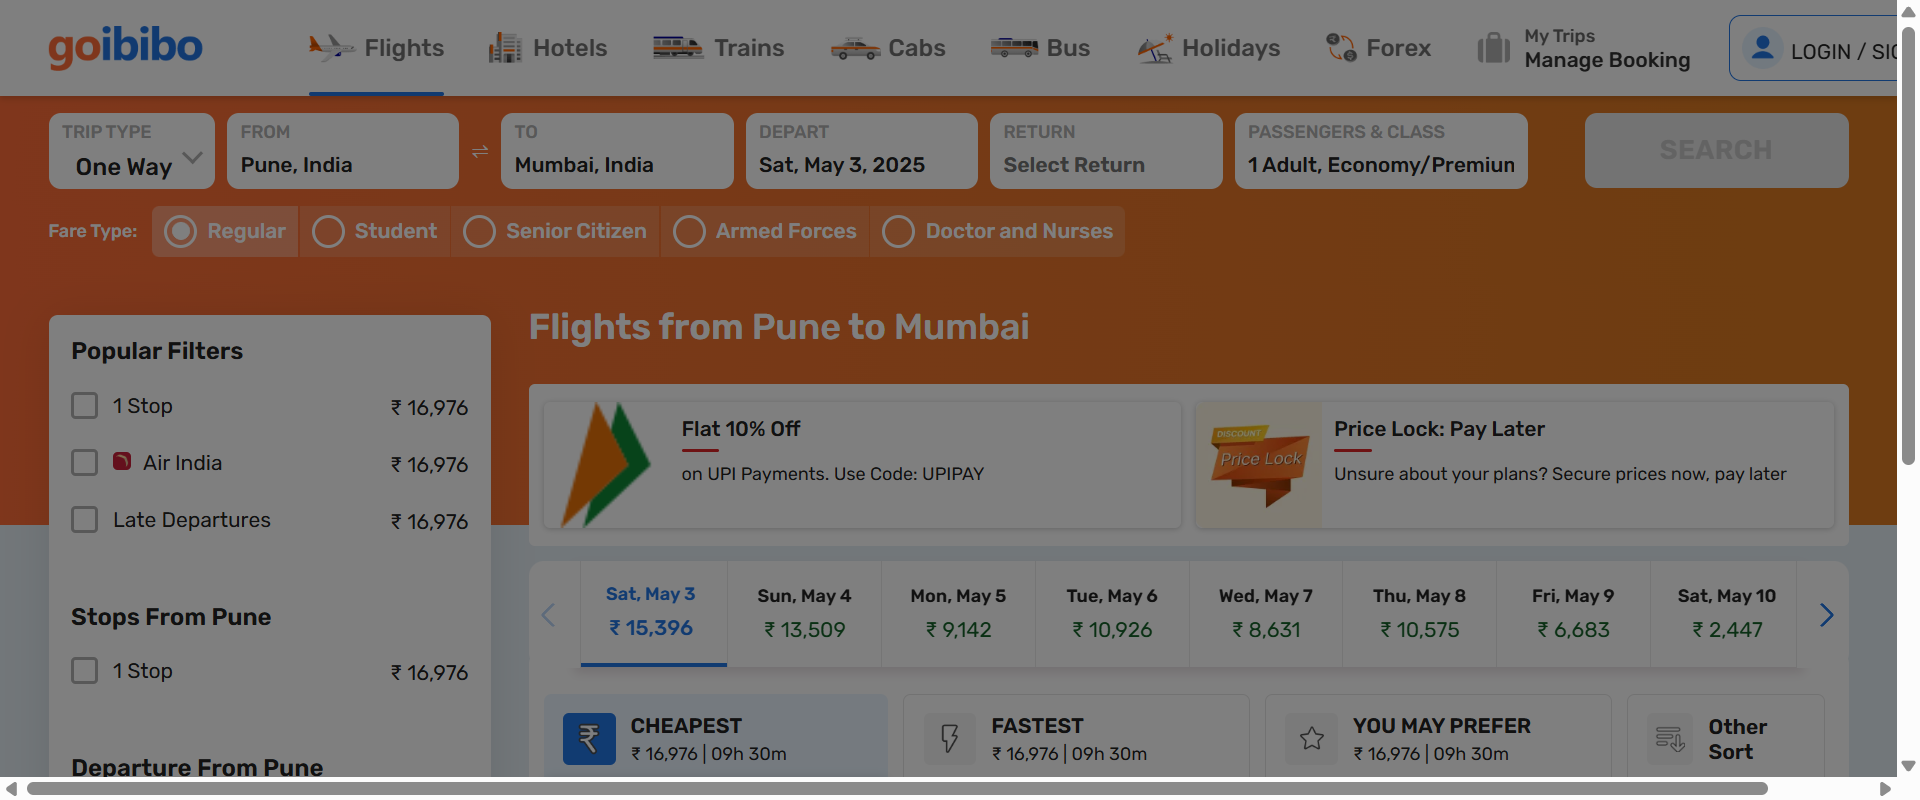 goibibo
Flights
Hotels
Trains
Cabs
Bus
Holidays
Forex
My Trips
Manage Booking
LOGIN / SIG
TRIP TYPE
One Way
FROM
Pune, India
TO
Mumbai, India
DEPART
Sat, May 3, 2025
RETURN
Select Return
PASSENGERS & CLASS
1 Adult, Economy/Premium
SEARCH
Fare Type:
Regular
Student
Senior Citizen
Armed Forces
Doctor and Nurses
Popular Filters
1 Stop ₹ 16,976
Air India ₹ 16,976
Late Departures ₹ 16,976
Stops From Pune
1 Stop ₹ 16,976
Departure From Pune
Flights from Pune to Mumbai
Flat 10% Off
on UPI Payments. Use Code: UPIPAY
DISCOUNT
Price Lock
Price Lock: Pay Later
Unsure about your plans? Secure prices now, pay later
Sat, May 3
₹ 15,396
Sun, May 4
₹ 13,509
Mon, May 5
₹ 9,142
Tue, May 6
₹ 10,926
Wed, May 7
₹ 8,631
Thu, May 8
₹ 10,575
Fri, May 9
₹ 6,683
Sat, May 10
₹ 2,447
CHEAPEST
₹ 16,976 | 09h 30m
FASTEST
₹ 16,976 | 09h 30m
YOU MAY PREFER
₹ 16,976 | 09h 30m
Other
Sort